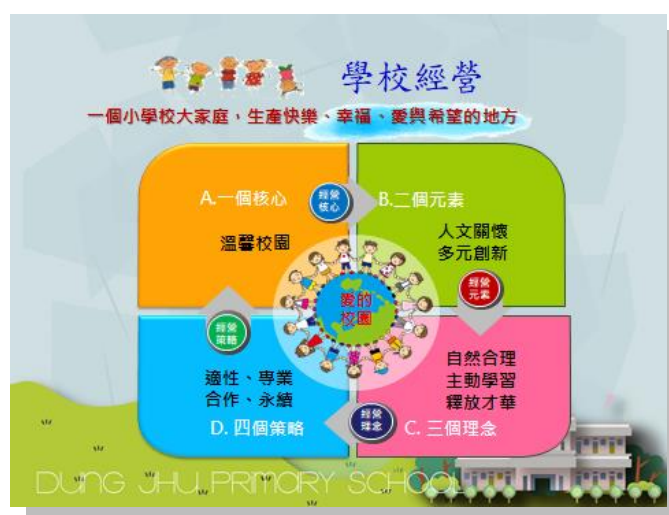 學校經營
一個小學校大家庭，生產快樂、幸福、愛與希望的地方
A.一個核心
經營
核心
B.二個元素
溫馨校園
人文關懷
多元創新
經營
元素
愛的
校園
經營
策略
適性、專業
合作、永續
D. 四個策略
經營
理念
自然合理
主動學習
釋放才華
C. 三個理念
DUNG JHU PRIMARY SCHOOL